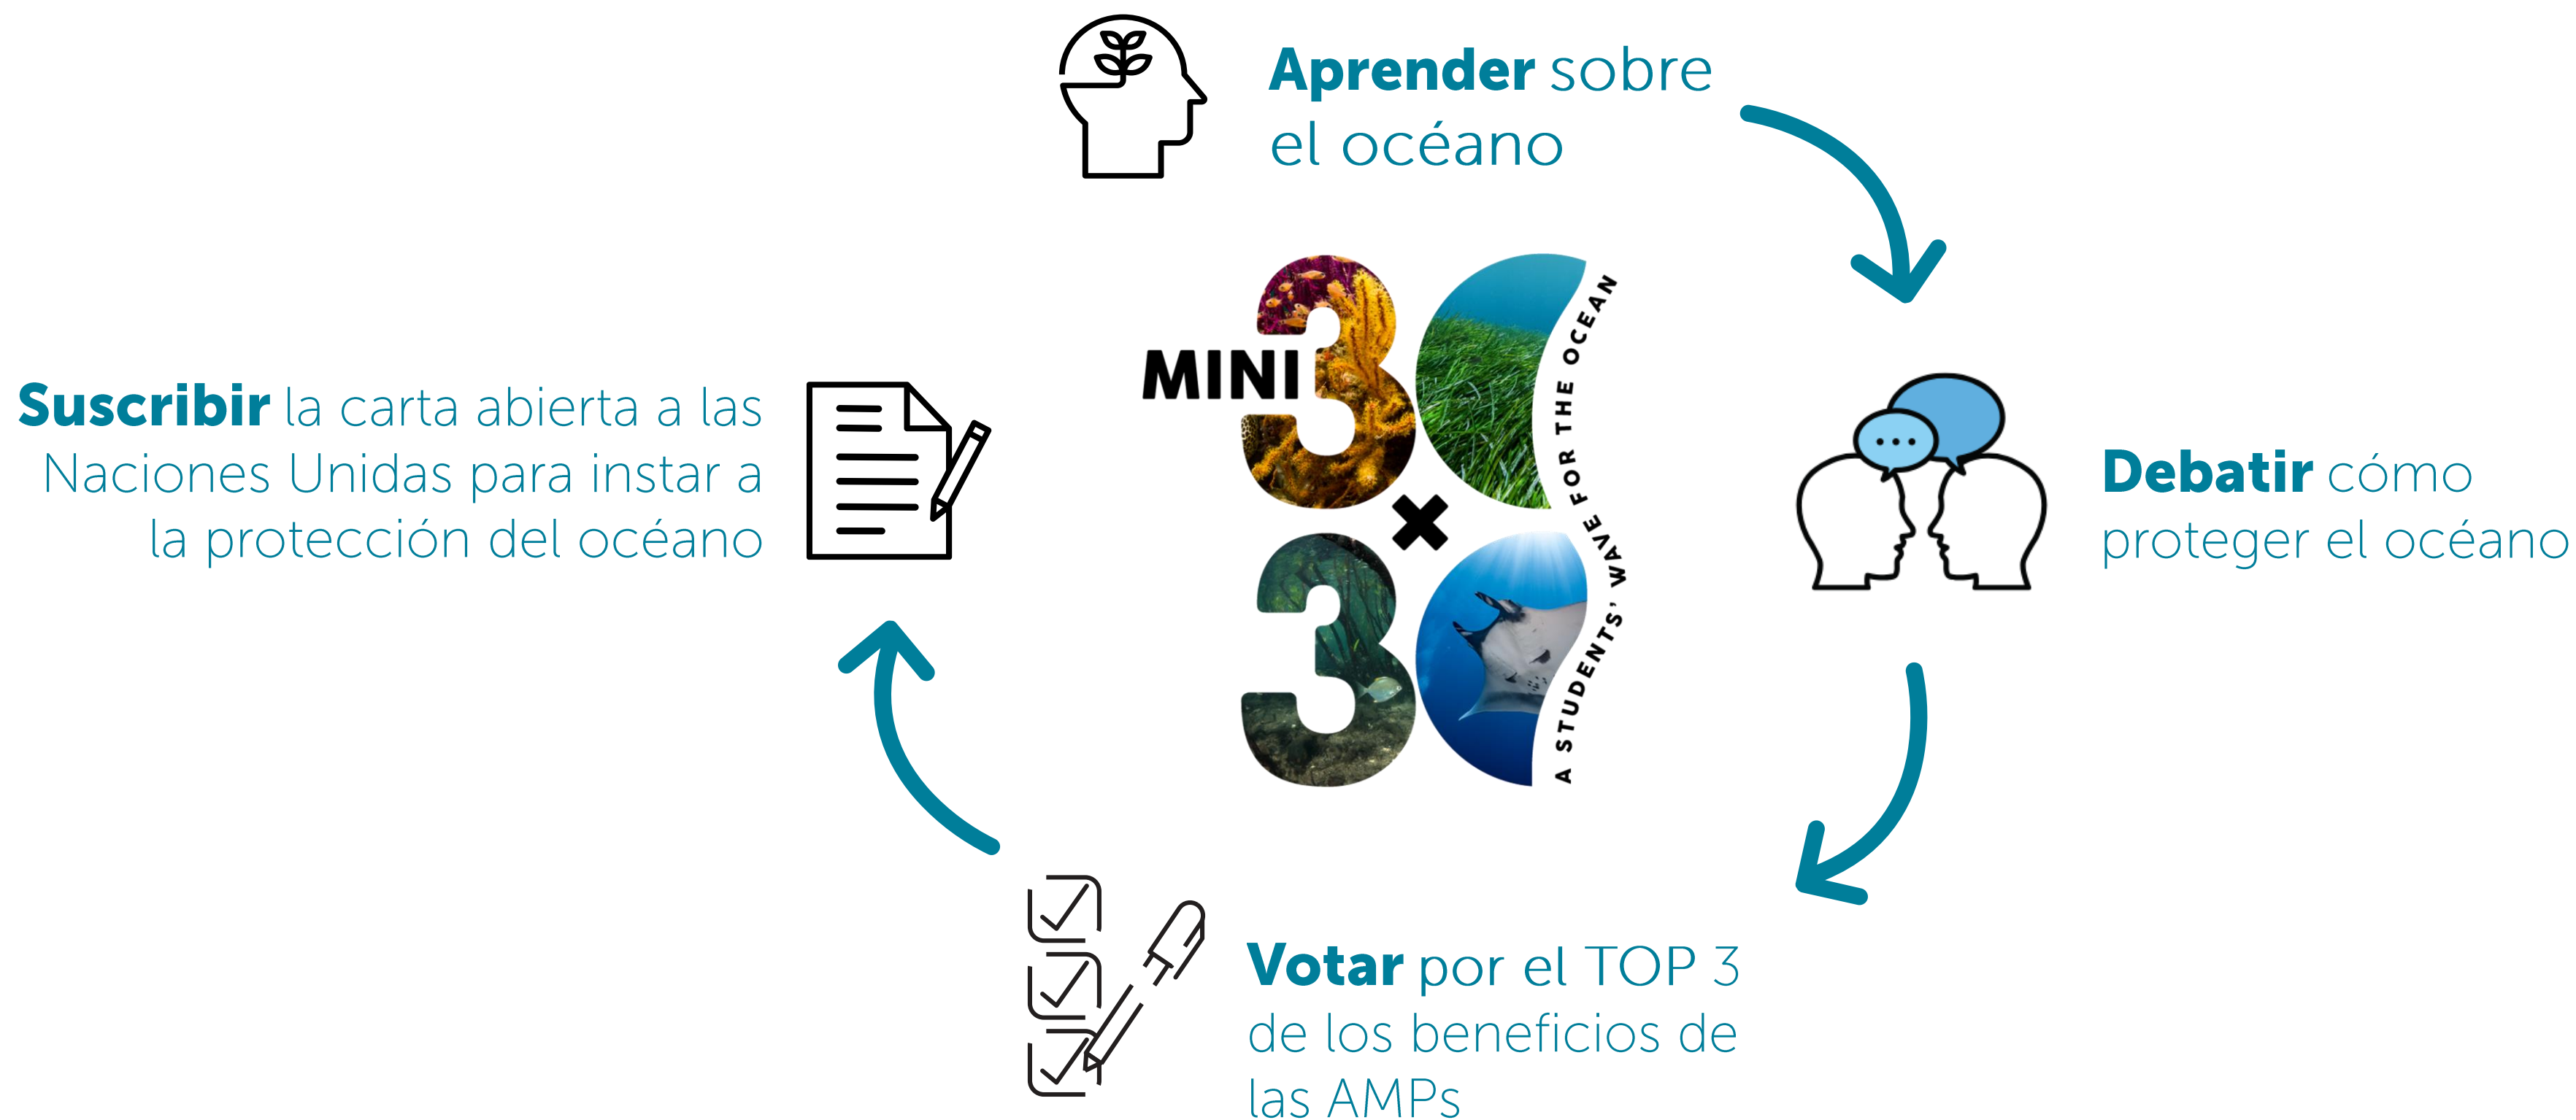 Aprender sobre
el océano
Debatir cómo
proteger el océano
Votar por el TOP 3
de los beneficios de
las AMPs
Suscribir la carta abierta a las
Naciones Unidas para instar a
la protección del océano
MINI
30
×
30
A STUDENTS' WAVE FOR THE OCEAN